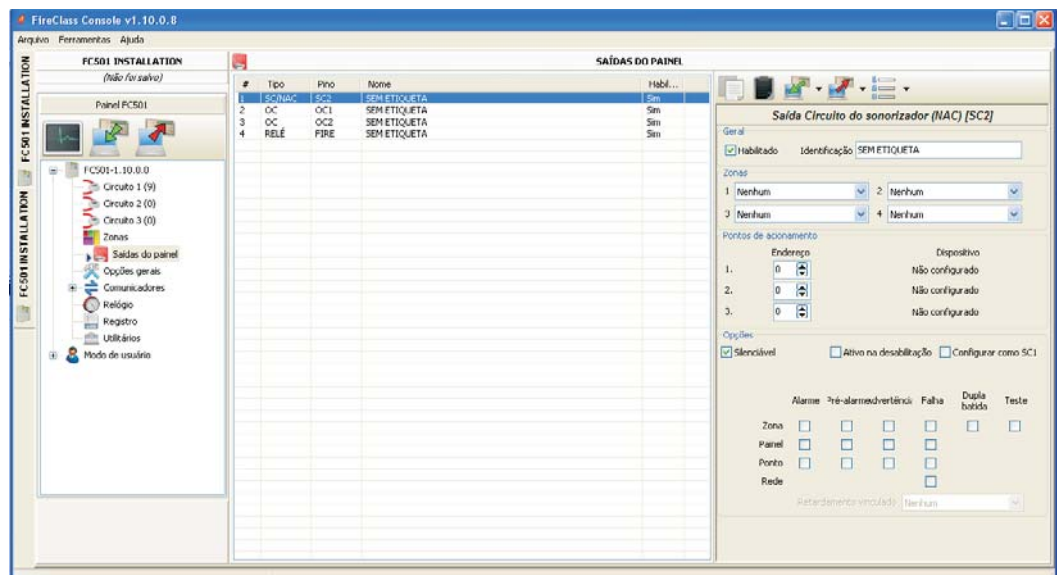 FireClass Console v1.10.0.8
Arquivo Ferramentas Ajuda
FC501 INSTALLATION
FC501 INSTALLATION
FC501 INSTALLATION
(Não foi salvo)
Painel FC501
FC501-1.10.0.0
Circuito 1 (9)
Circuito 2 (0)
Circuito 3 (0)
Zonas
Saídas do painel
Opções gerais
Comunicadores
Relógio
Registro
Utilitários
Modo de usuário
SAÍDAS DO PAINEL
# Tipo Pino Nome Habil...
1 SC/NAC SC2 SEM ETIQUETA Sim
2 OC OC1 SEM ETIQUETA Sim
3 OC OC2 SEM ETIQUETA Sim
4 RELÉ FIRE SEM ETIQUETA Sim
Saída Circuito do sonorizador (NAC) [SC2]
Geral
Habilitado Identificação SEM ETIQUETA
Zonas
1 Nenhum 2 Nenhum
3 Nenhum 4 Nenhum
Pontos de acionamento
Endereço Dispositivo
1. 0 Não configurado
2. 0 Não configurado
3. 0 Não configurado
Opções
Silenciável Ativo na desabilitação Configurar como SC1
Alarme Pré-alarme Advertência Falha Dupla batida Teste
Zona
Painel
Ponto
Rede
Retardamento vinculado Nenhum